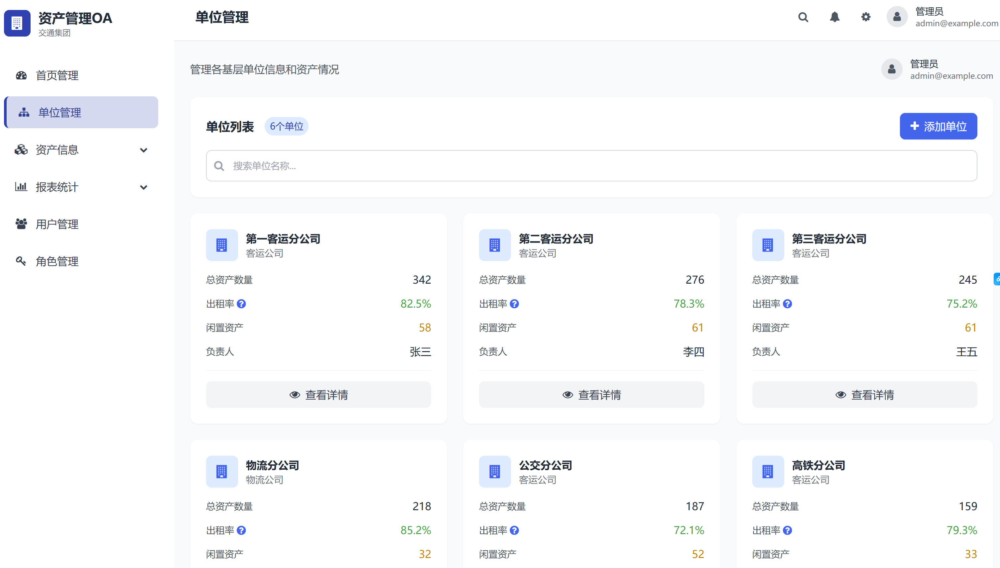 资产管理OA
交通集团
首页管理
单位管理
资产信息
报表统计
用户管理
角色管理
单位管理
管理员
admin@example.com
管理各基层单位信息和资产情况
管理员
admin@example.com
单位列表 6个单位
添加单位
搜索单位名称...
第一客运分公司
客运公司
总资产数量 342
出租率 82.5%
闲置资产 58
负责人 张三
查看详情
第二客运分公司
客运公司
总资产数量 276
出租率 78.3%
闲置资产 61
负责人 李四
查看详情
第三客运分公司
客运公司
总资产数量 245
出租率 75.2%
闲置资产 61
负责人 王五
查看详情
物流分公司
物流公司
总资产数量 218
出租率 85.2%
闲置资产 32
公交分公司
客运公司
总资产数量 187
出租率 72.1%
闲置资产 52
高铁分公司
客运公司
总资产数量 159
出租率 79.3%
闲置资产 33